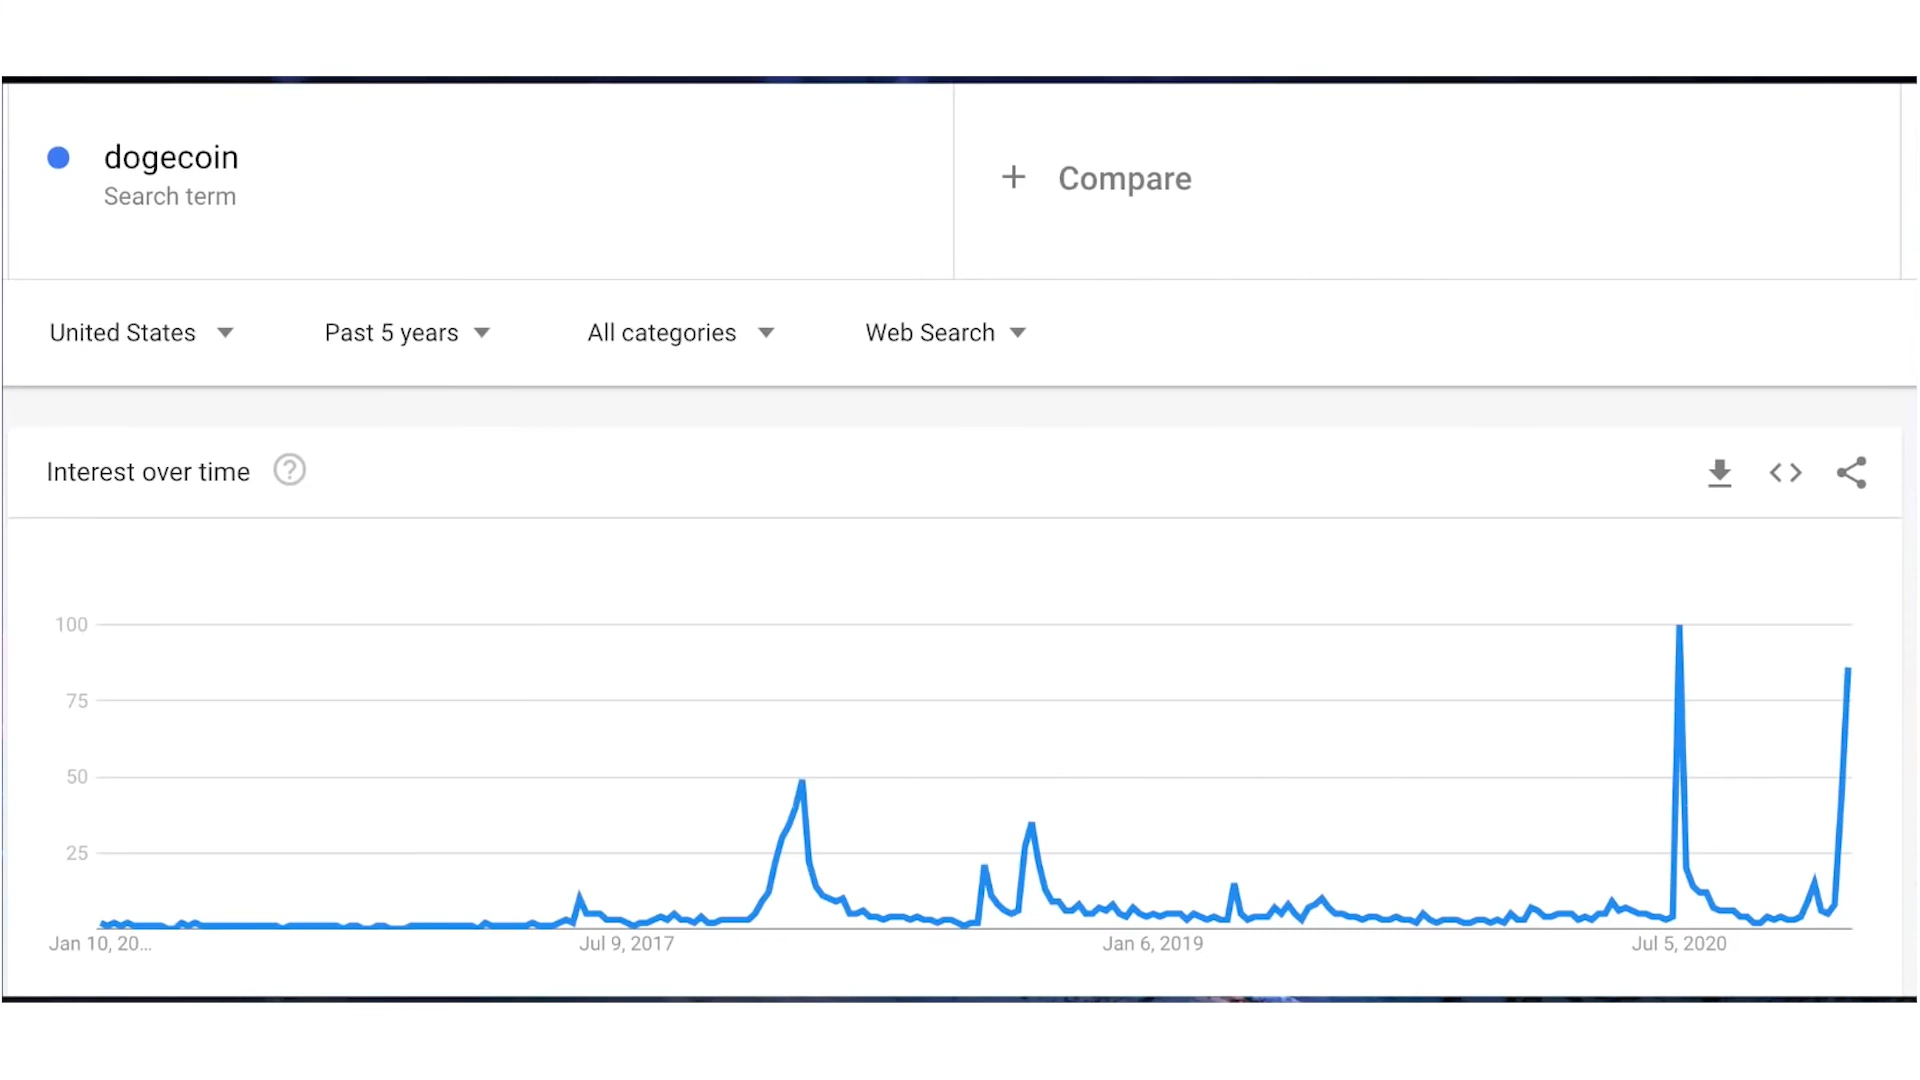 dogecoin
Search term
+ Compare
United States
Past 5 years
All categories
Web Search
Interest over time ?
100
75
50
25
Jan 10, 20...
Jul 9, 2017
Jan 6, 2019
Jul 5, 2020